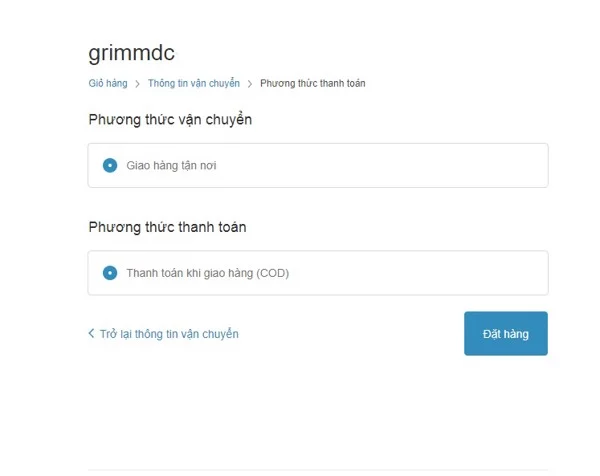 grimmdc
Giỏ hàng > Thông tin vận chuyển > Phương thức thanh toán
Phương thức vận chuyển
Giao hàng tận nơi
Phương thức thanh toán
Thanh toán khi giao hàng (COD)
< Trở lại thông tin vận chuyển
Đặt hàng